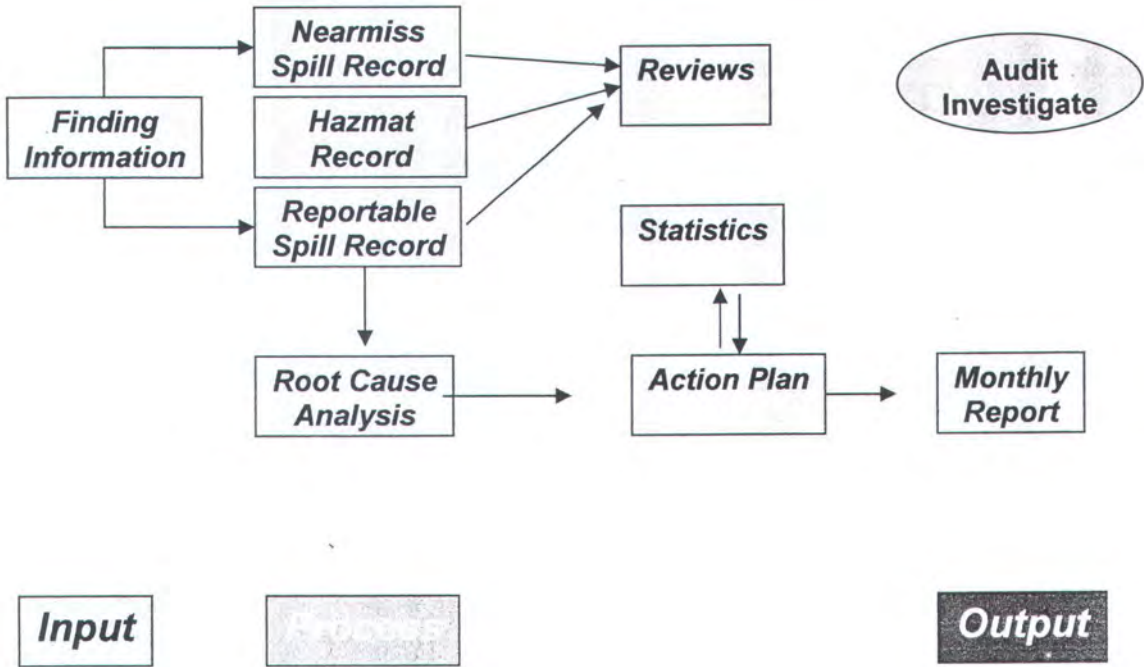 Nearmiss
Spill Record
Reviews
Audit
Investigate
Finding
Information
Hazmat
Record
Reportable
Spill Record
Statistics
Root Cause
Analysis
Action Plan
Monthly
Report
Input
Process
Output